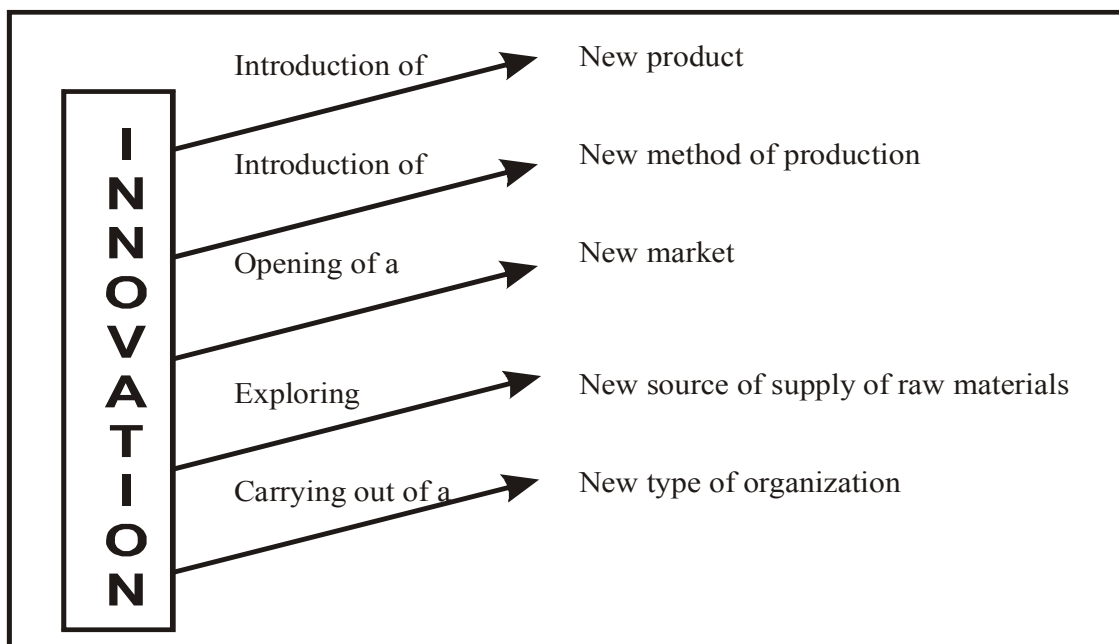 INNOVATION
Introduction of
New product
Introduction of
New method of production
Opening of a
New market
Exploring
New source of supply of raw materials
Carrying out of a
New type of organization